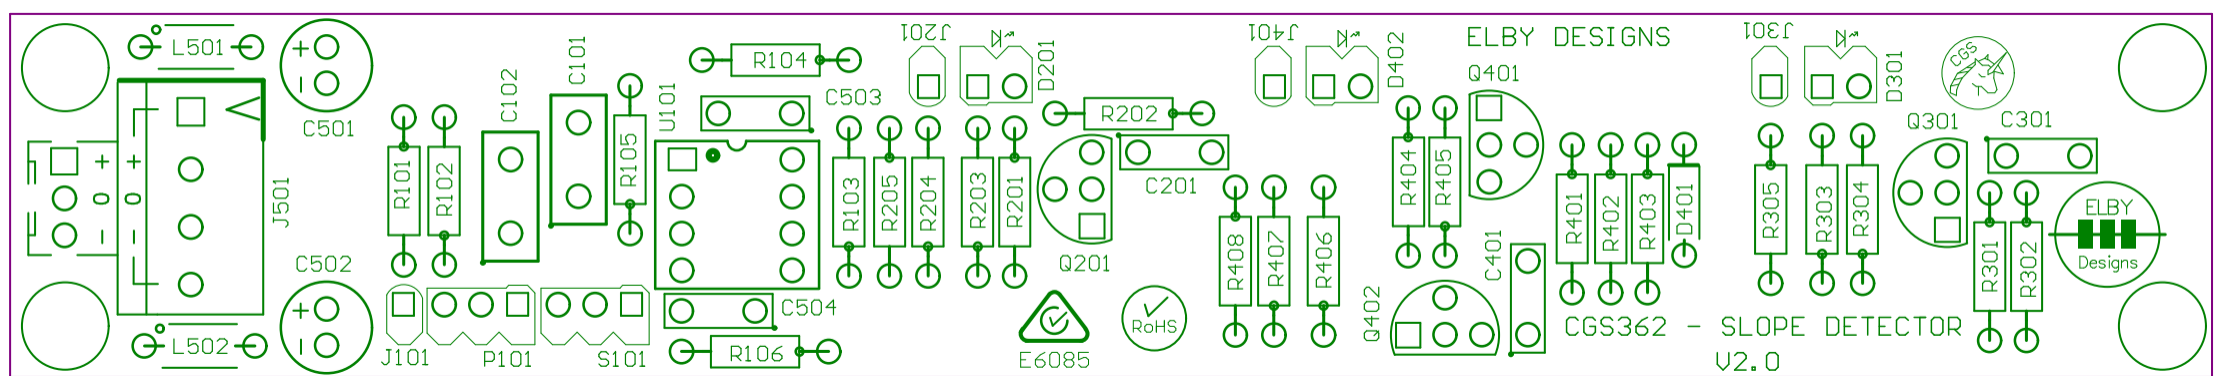 L501
+
-
C501
J501
+ +
0 0
- -
C502
+
-
L502
R101
R102
C102
C101
R105
U101
R104
C503
J101
P101
S101
C504
R106
R103
R205
R204
R203
R201
J201
D201
R202
C201
Q201
E6085
RoHS
J401
D402
R408
R407
R406
ELBY DESIGNS
Q401
R404
R405
Q402
C401
R401
R402
R403
D401
CGS362 - SLOPE DETECTOR
V2.0
J301
D301
CGS
R305
R303
R304
Q301
C301
R301
R302
ELBY
Designs